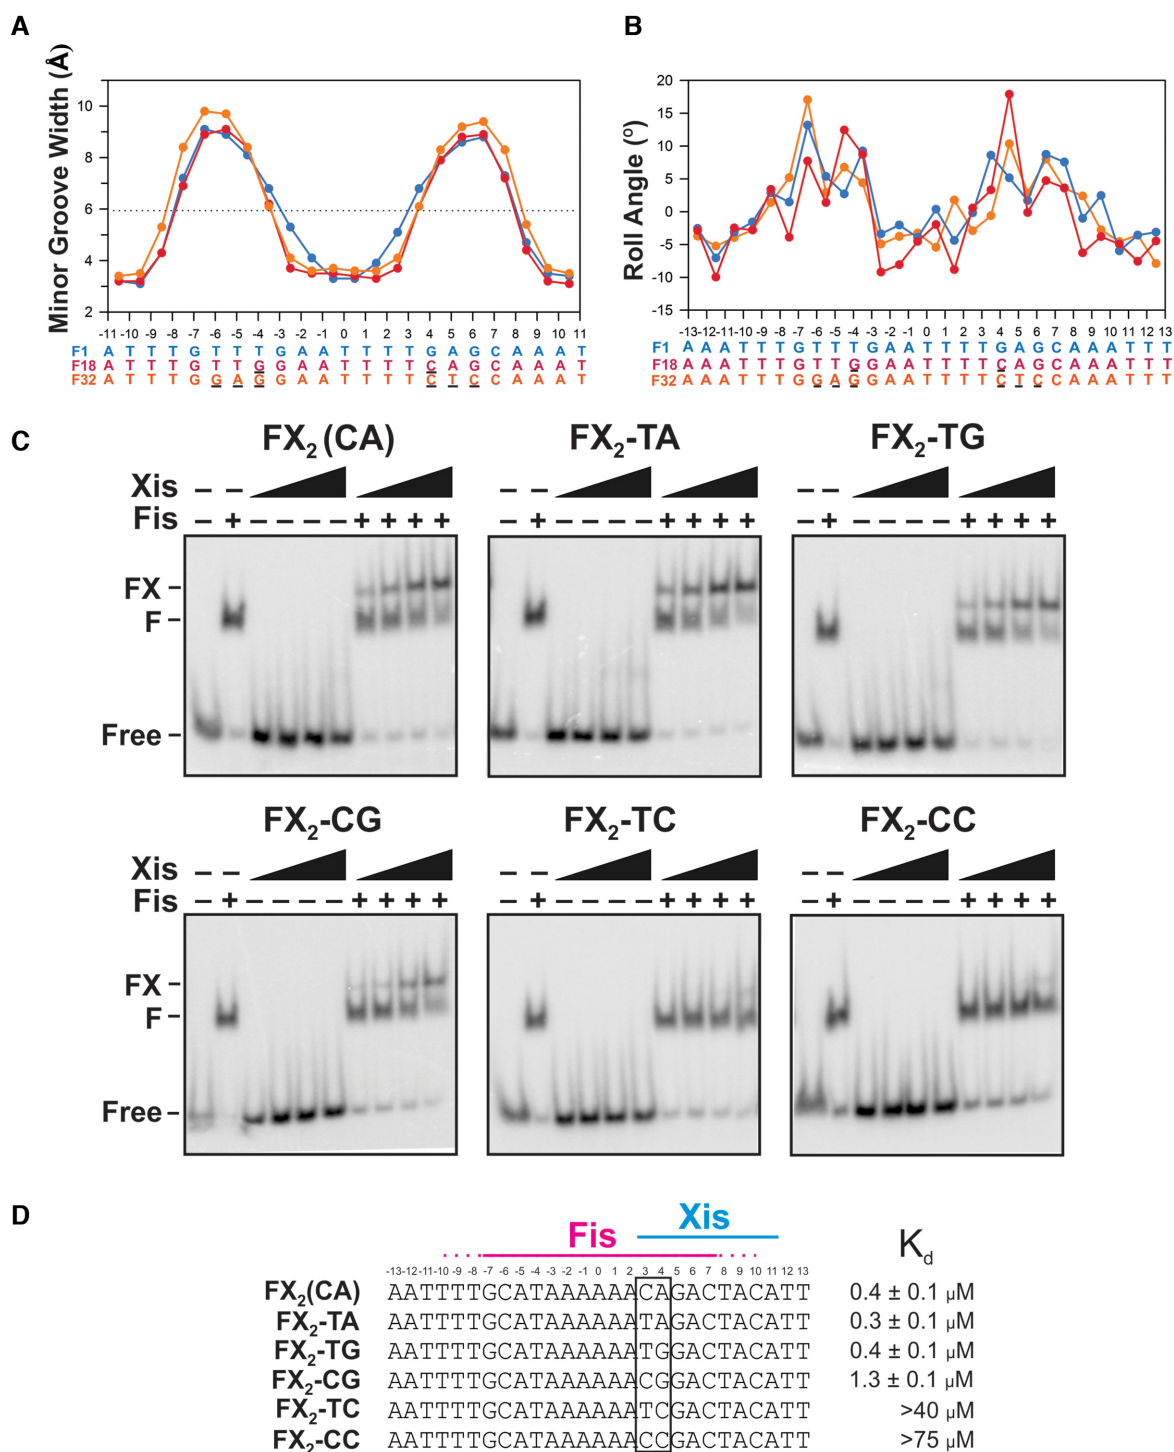 A
Minor Groove Width (Å)
10
8
6
4
2
-11 -10 -9 -8 -7 -6 -5 -4 -3 -2 -1 0 1 2 3 4 5 6 7 8 9 10 11
F1 A T T T G T T T G A A T T T T G A G C A A A T
F18 A T T T G T T G G A A T T T T C A G C A A A T
F32 A T T T G G A G G A A T T T T C T C C A A A T
B
Roll Angle (º)
20
15
10
5
0
-5
-10
-15
-13 -12 -11 -10 -9 -8 -7 -6 -5 -4 -3 -2 -1 0 1 2 3 4 5 6 7 8 9 10 11 12 13
F1 A A A T T T G T T T G A A T T T T G A G C A A A T T T
F18 A A A T T T G T T G G A A T T T T C A G C A A A T T T
F32 A A A T T T G G A G G A A T T T T C T C C A A A T T T
C
FX2 (CA) FX2-TA FX2-TG
Xis – – – – – –
Fis – + – – – – + + + + – + – – – – + + + + – + – – – – + + + +
FX –
F –
Free –
FX2-CG FX2-TC FX2-CC
Xis – – – – – –
Fis – + – – – – + + + + – + – – – – + + + + – + – – – – + + + +
FX –
F –
Free –
D
Xis
Fis
Kd
-13 -12 -11 -10 -9 -8 -7 -6 -5 -4 -3 -2 -1 0 1 2 3 4 5 6 7 8 9 10 11 12 13
FX2(CA) AATTTTGCATAAAAAACAGACTACATT 0.4 ± 0.1 μM
FX2-TA AATTTTGCATAAAAAATAGACTACATT 0.3 ± 0.1 μM
FX2-TG AATTTTGCATAAAAAATGGACTACATT 0.4 ± 0.1 μM
FX2-CG AATTTTGCATAAAAAACGGACTACATT 1.3 ± 0.1 μM
FX2-TC AATTTTGCATAAAAAATCGACTACATT >40 μM
FX2-CC AATTTTGCATAAAAAACCGACTACATT >75 μM